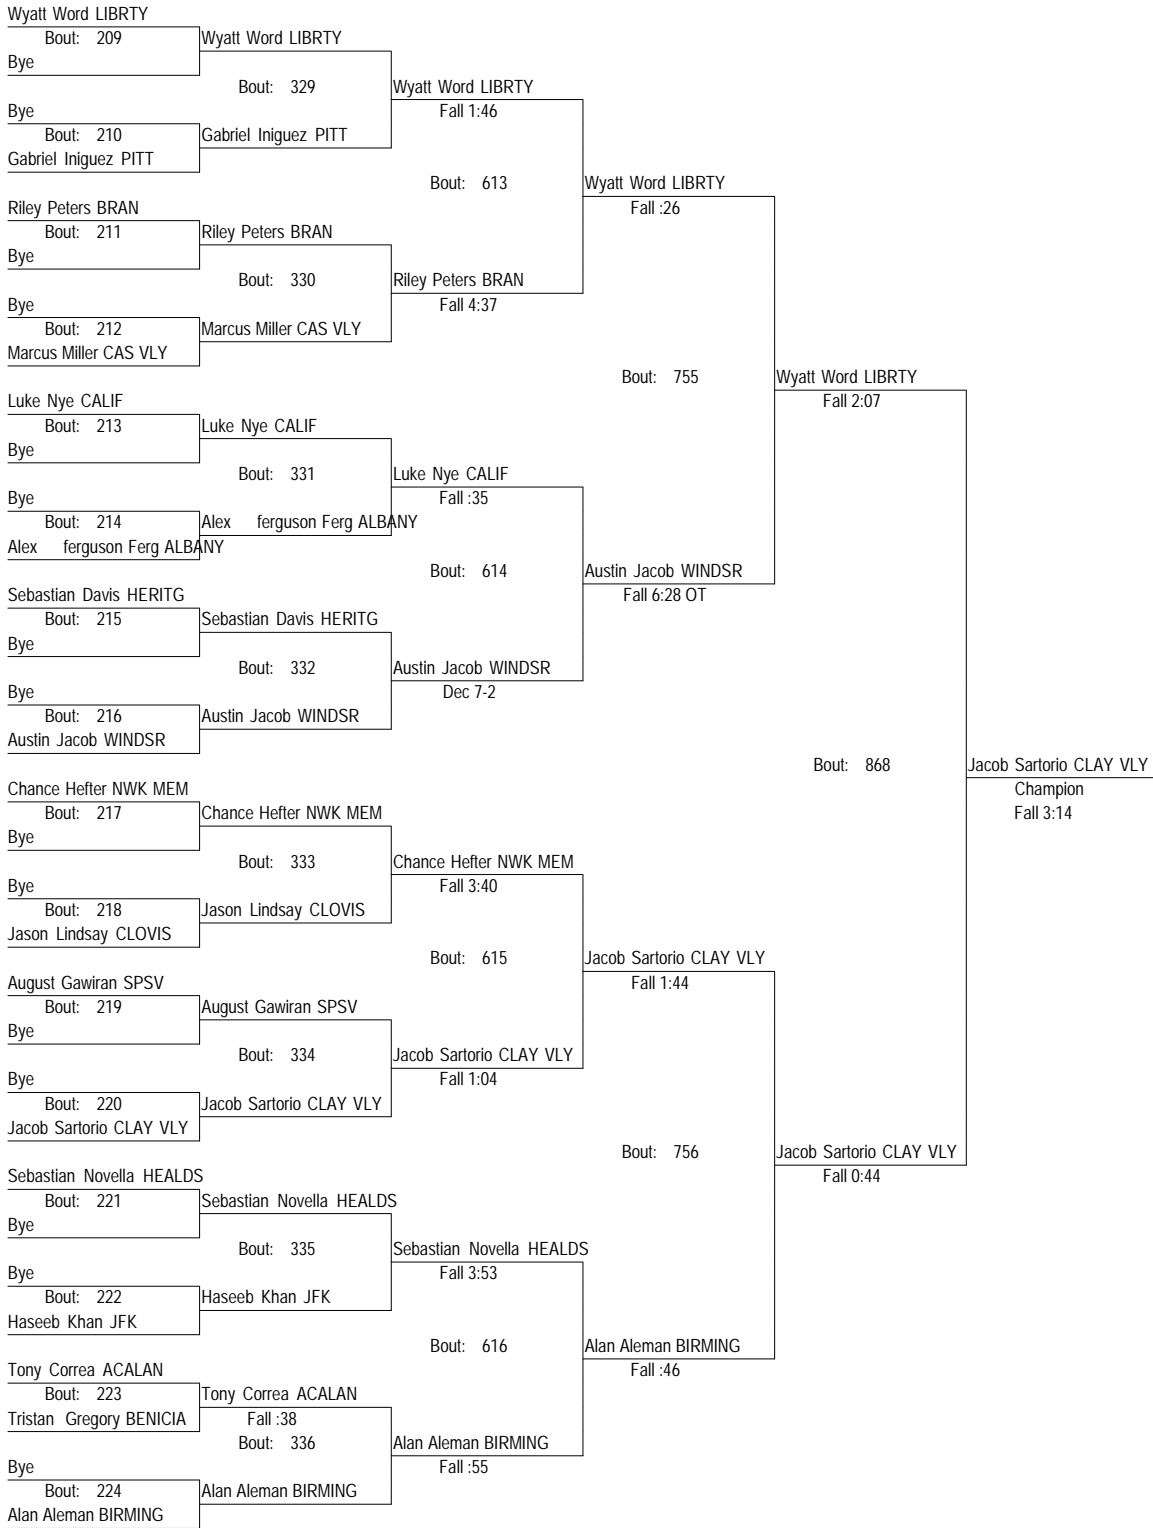 Wyatt Word LIBRTY
Bout: 209
Wyatt Word LIBRTY
Bye
Bout: 329
Wyatt Word LIBRTY
Bye
Fall 1:46
Bout: 210
Gabriel Iniguez PITT
Gabriel Iniguez PITT
Bout: 613
Wyatt Word LIBRTY
Riley Peters BRAN
Fall :26
Bout: 211
Riley Peters BRAN
Bye
Bout: 330
Riley Peters BRAN
Bye
Fall 4:37
Bout: 212
Marcus Miller CAS VLY
Marcus Miller CAS VLY
Bout: 755
Wyatt Word LIBRTY
Luke Nye CALIF
Fall 2:07
Bout: 213
Luke Nye CALIF
Bye
Bout: 331
Luke Nye CALIF
Bye
Fall :35
Bout: 214
Alex ferguson Ferg ALBANY
Alex ferguson Ferg ALBANY
Bout: 614
Austin Jacob WINDSR
Sebastian Davis HERITG
Fall 6:28 OT
Bout: 215
Sebastian Davis HERITG
Bye
Bout: 332
Austin Jacob WINDSR
Bye
Dec 7-2
Bout: 216
Austin Jacob WINDSR
Austin Jacob WINDSR
Bout: 868
Jacob Sartorio CLAY VLY
Chance Hefter NWK MEM
Champion
Bout: 217
Chance Hefter NWK MEM
Fall 3:14
Bye
Bout: 333
Chance Hefter NWK MEM
Bye
Fall 3:40
Bout: 218
Jason Lindsay CLOVIS
Jason Lindsay CLOVIS
Bout: 615
Jacob Sartorio CLAY VLY
August Gawiran SPSV
Fall 1:44
Bout: 219
August Gawiran SPSV
Bye
Bout: 334
Jacob Sartorio CLAY VLY
Bye
Fall 1:04
Bout: 220
Jacob Sartorio CLAY VLY
Jacob Sartorio CLAY VLY
Bout: 756
Jacob Sartorio CLAY VLY
Sebastian Novella HEALDS
Fall 0:44
Bout: 221
Sebastian Novella HEALDS
Bye
Bout: 335
Sebastian Novella HEALDS
Bye
Fall 3:53
Bout: 222
Haseeb Khan JFK
Haseeb Khan JFK
Bout: 616
Alan Aleman BIRMING
Tony Correa ACALAN
Fall :46
Bout: 223
Tony Correa ACALAN
Tristan Gregory BENICIA
Fall :38
Bout: 336
Alan Aleman BIRMING
Bye
Fall :55
Bout: 224
Alan Aleman BIRMING
Alan Aleman BIRMING